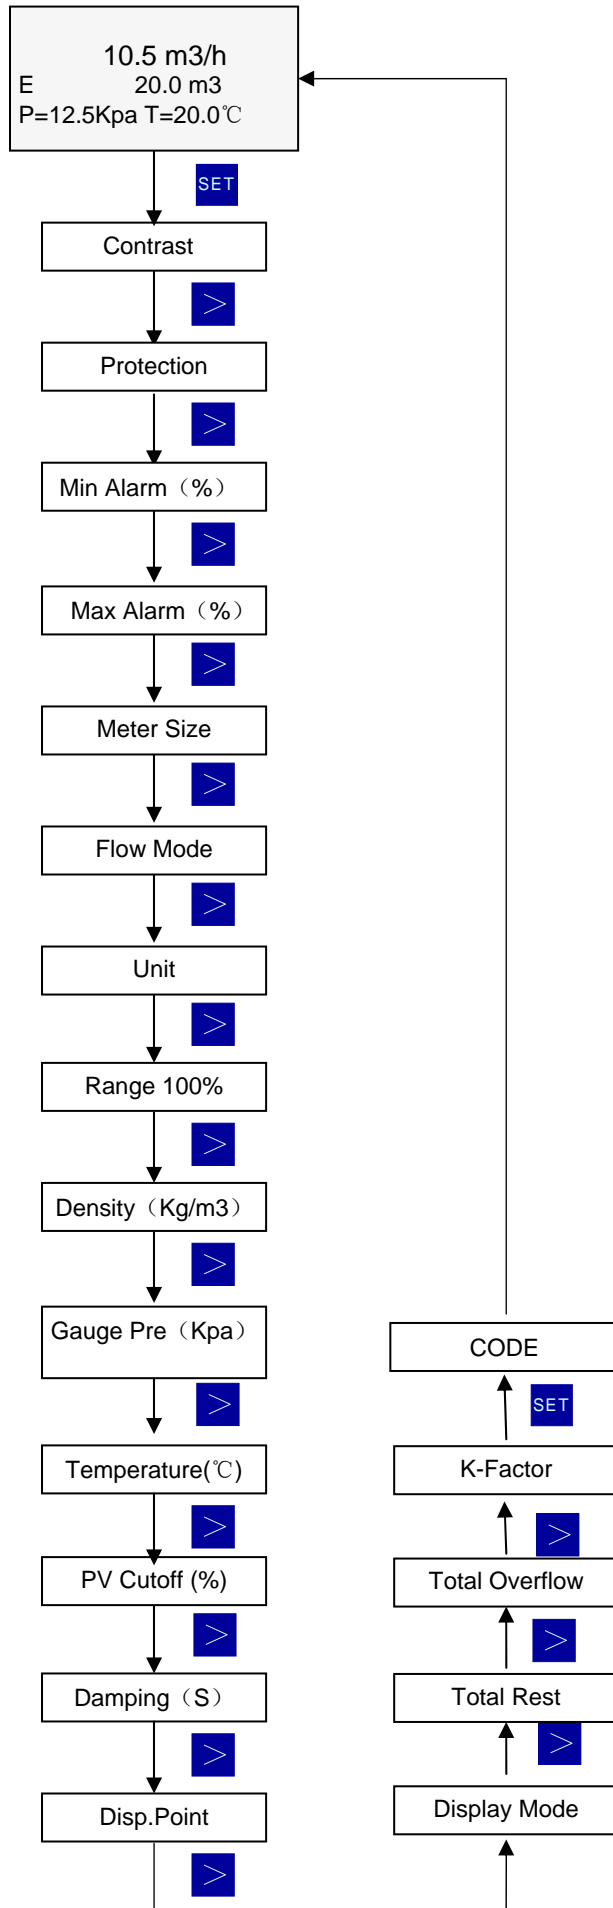 10.5 m3/h
E 20.0 m3
P=12.5Kpa T=20.0℃
SET
Contrast
>
Protection
>
Min Alarm（%）
>
Max Alarm（%）
>
Meter Size
>
Flow Mode
>
Unit
>
Range 100%
>
Density（Kg/m3）
>
Gauge Pre（Kpa）
>
Temperature(℃)
>
PV Cutoff (%)
>
Damping（S）
>
Disp.Point
>
Display Mode
>
Total Rest
>
Total Overflow
>
K-Factor
SET
CODE